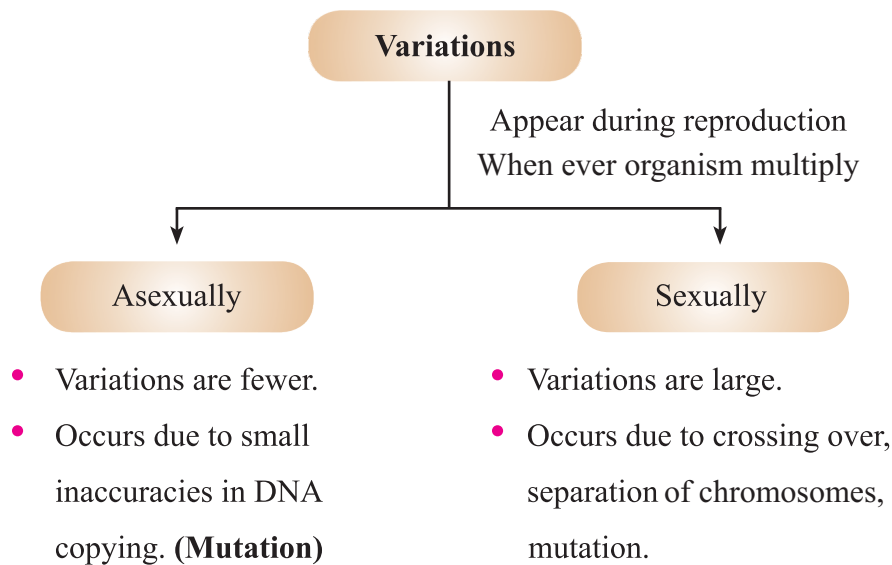 Variations
Appear during reproduction
When ever organism multiply
Asexually
Sexually
• Variations are fewer.
• Occurs due to small
inaccuracies in DNA
copying. (Mutation)
• Variations are large.
• Occurs due to crossing over,
separation of chromosomes,
mutation.